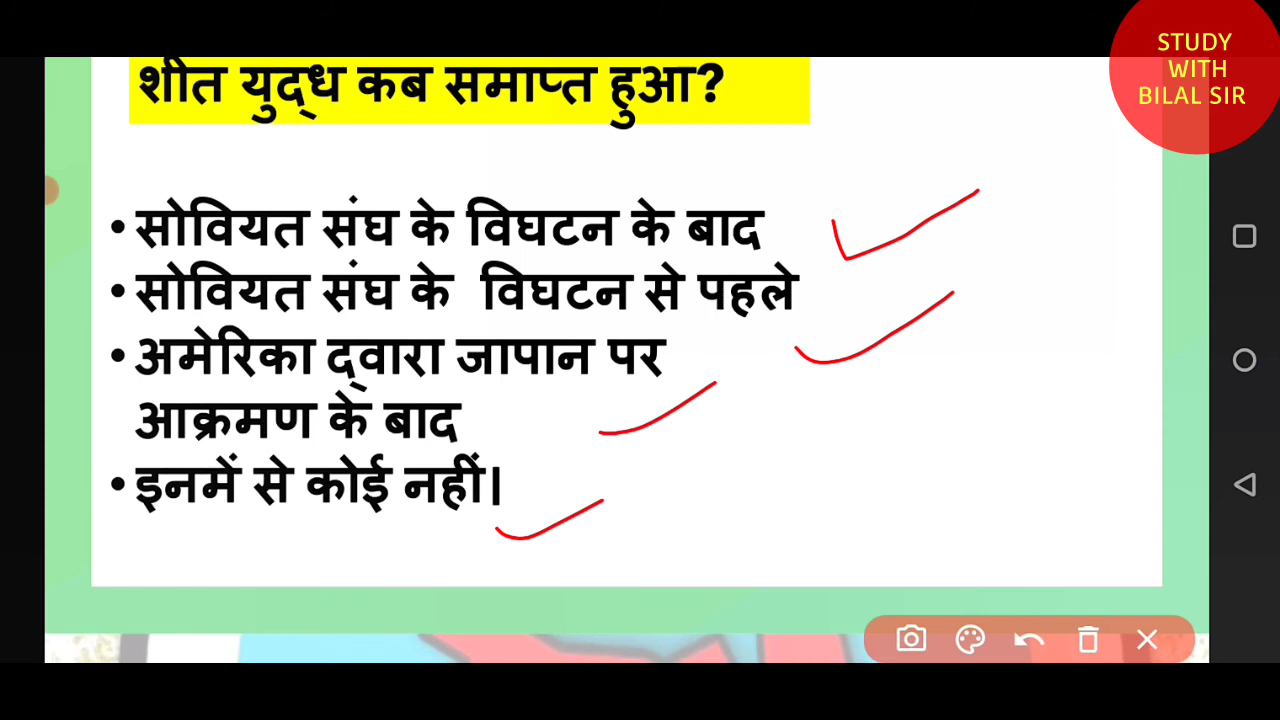 STUDY
WITH
BILAL SIR
शीत युद्ध कब समाप्त हुआ?
• सोवियत संघ के विघटन के बाद
• सोवियत संघ के विघटन से पहले
• अमेरिका द्वारा जापान पर
आक्रमण के बाद
• इनमें से कोई नहीं।